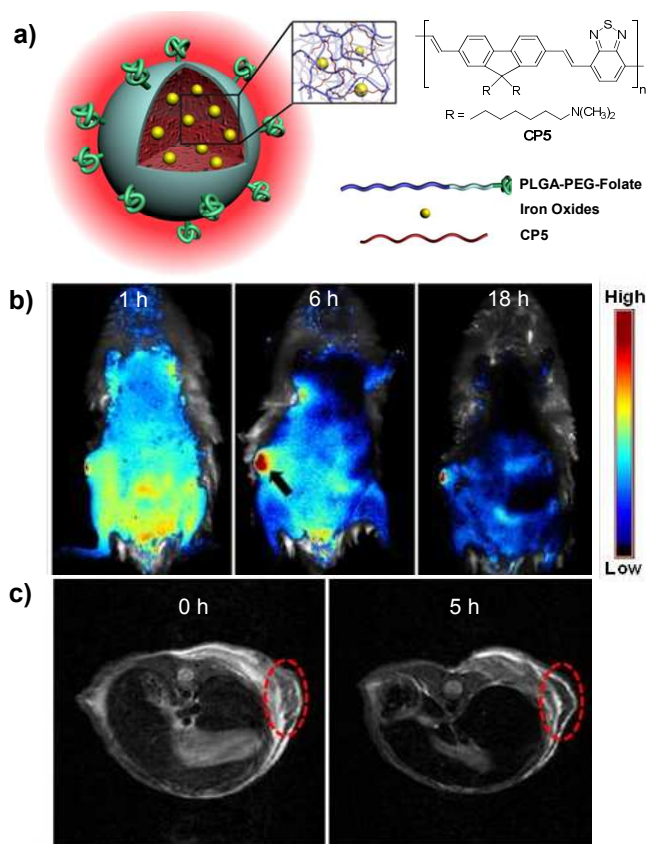 a)
N
S
N
n
R R
R =
N(CH₃)₂
CP5
PLGA-PEG-Folate
Iron Oxides
CP5
b)
1 h 6 h 18 h
High
Low
c)
0 h 5 h